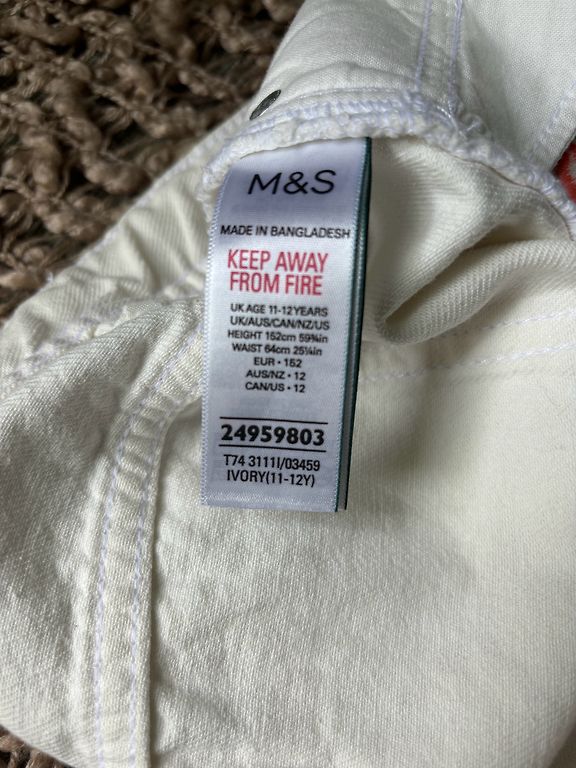 M&S
MADE IN BANGLADESH
KEEP AWAY
FROM FIRE
UK AGE 11-12YEARS
UK/AUS/CAN/NZ/US
HEIGHT 152cm 59¾in
WAIST 64cm 25¼in
EUR • 152
AUS/NZ • 12
CAN/US • 12
24959803
T74 3111I/03459
IVORY(11-12Y)